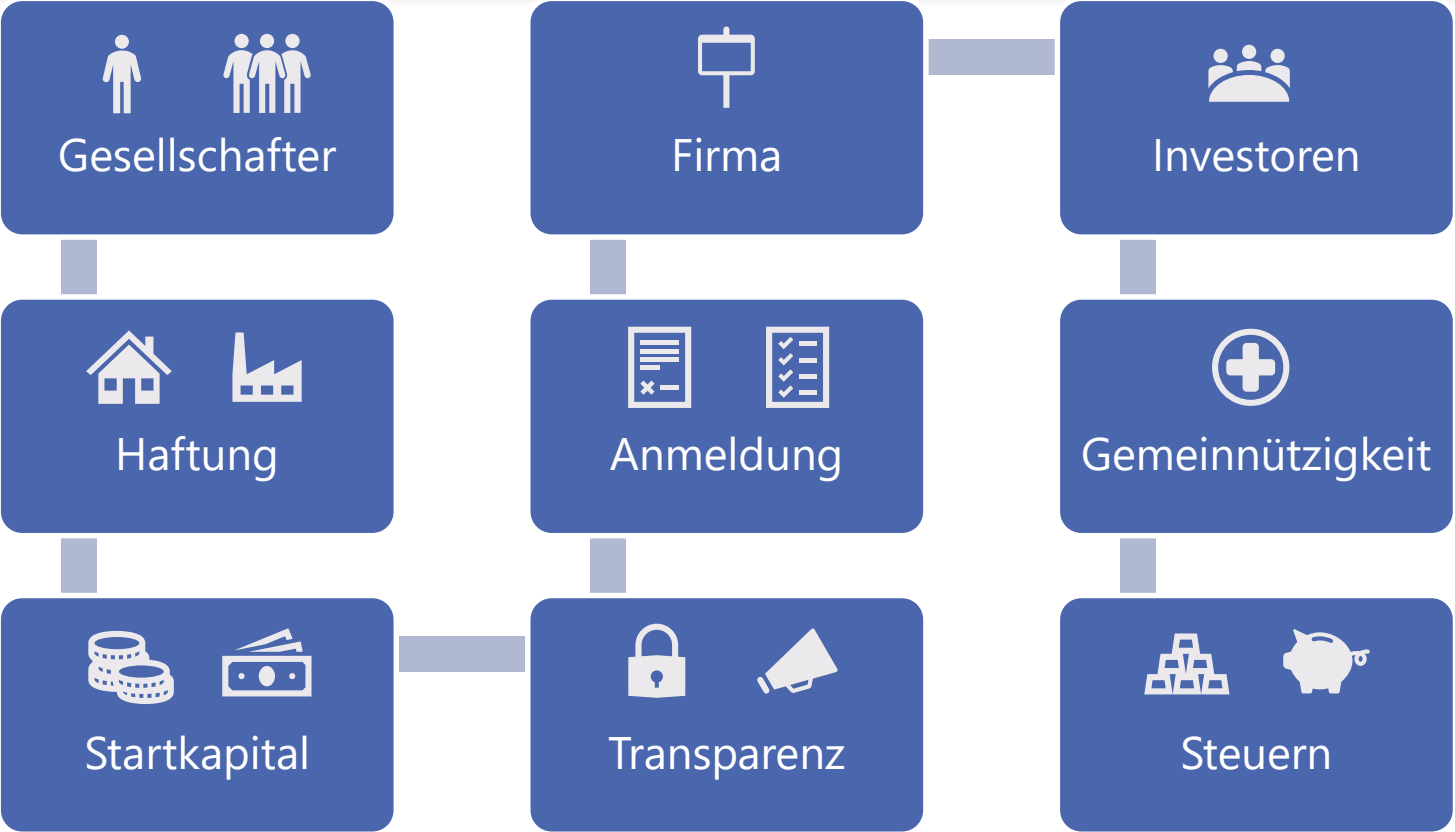 Gesellschafter
Haftung
Startkapital
Transparenz
Anmeldung
Firma
Investoren
Gemeinnützigkeit
Steuern